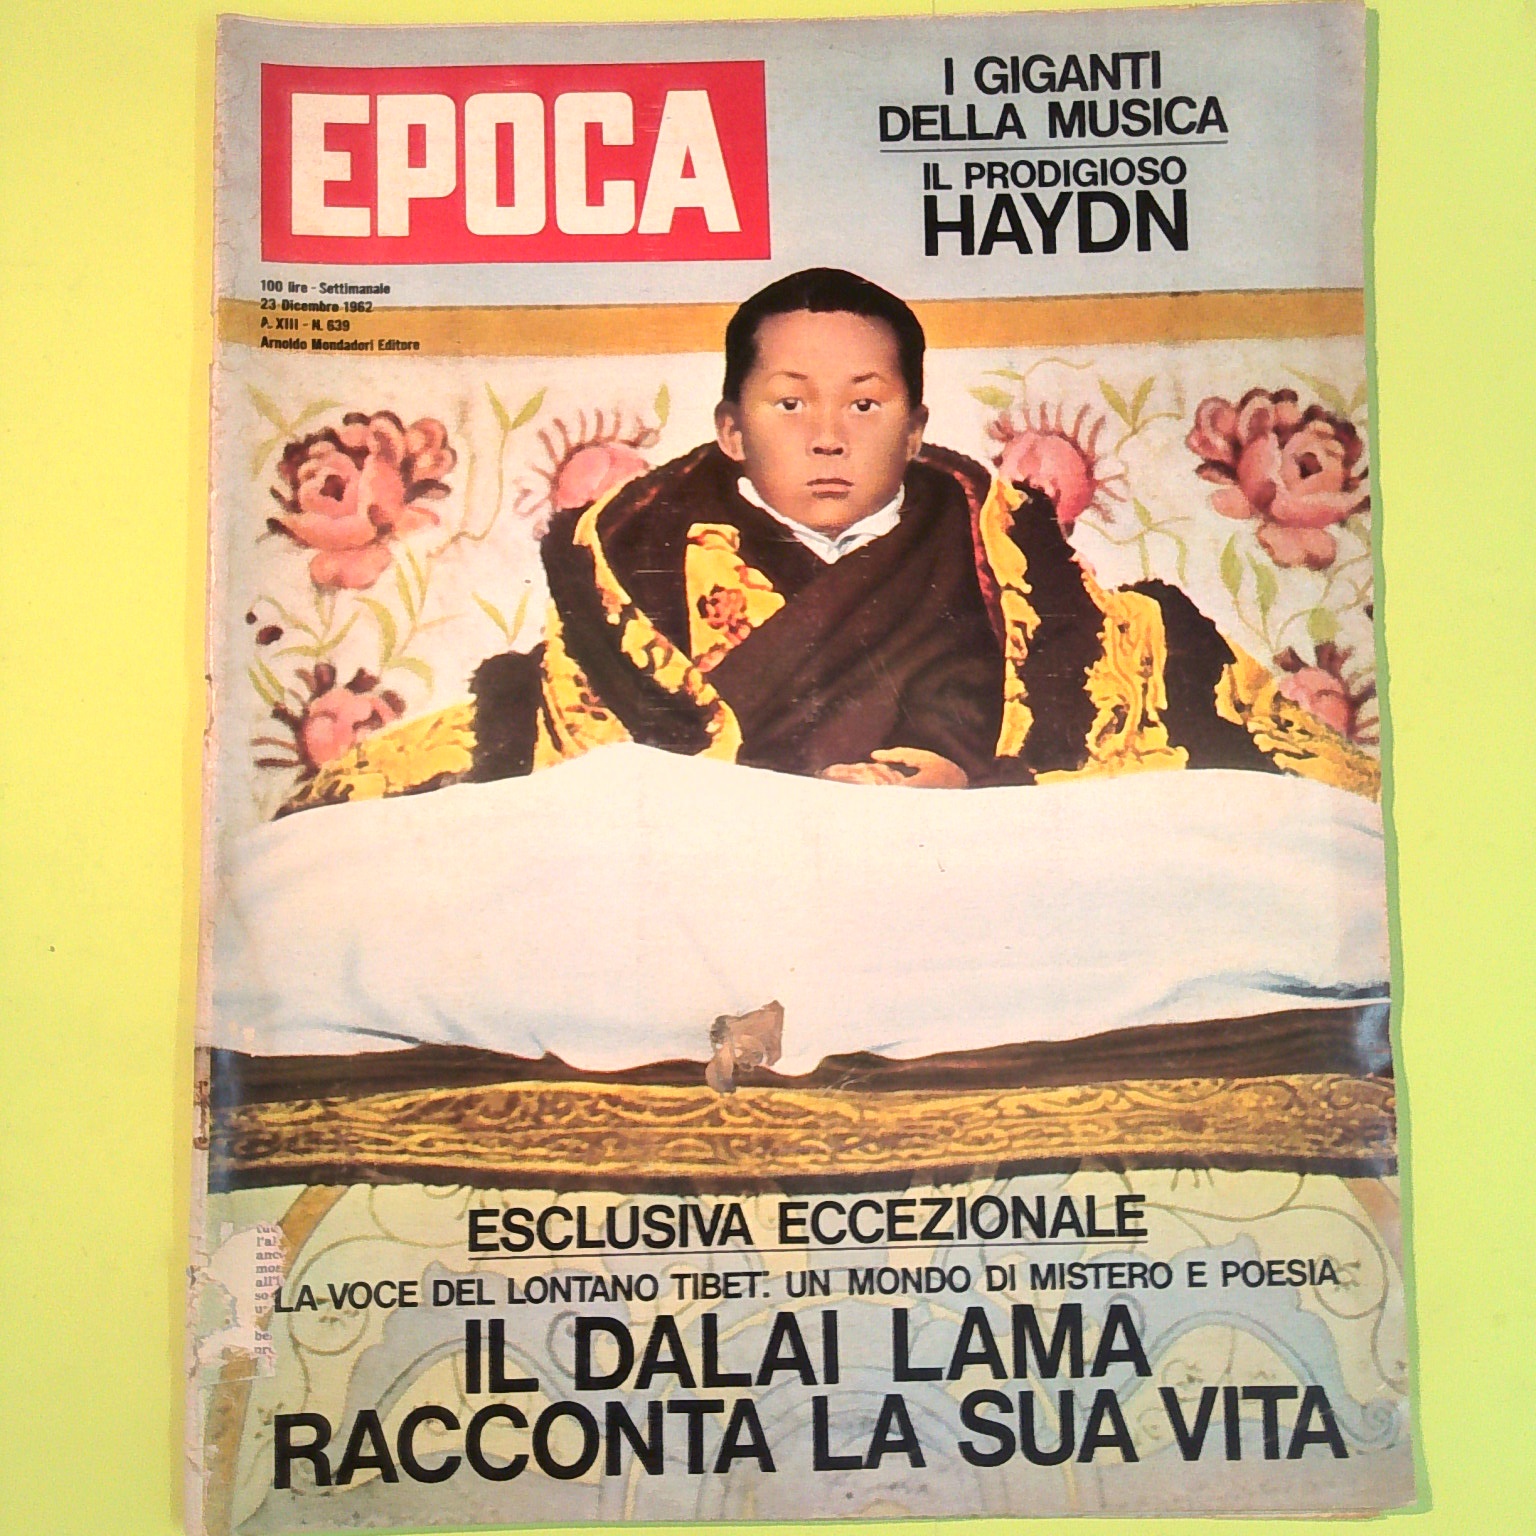 EPOCA
I GIGANTI
DELLA MUSICA
IL PRODIGIOSO
HAYDN
100 lire - Settimanale
23 Dicembre 1962
A. XIII - N. 639
Arnoldo Mondadori Editore
ESCLUSIVA ECCEZIONALE
LA VOCE DEL LONTANO TIBET: UN MONDO DI MISTERO E POESIA
IL DALAI LAMA
RACCONTA LA SUA VITA